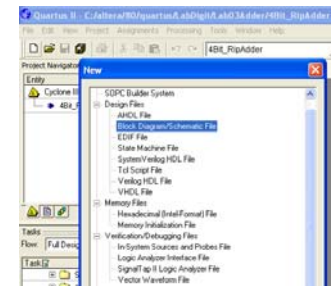 Quartus II - C:/altera/80/quartus/LabDigit/Lab03Adder/4Bit_RipAdder
File Edit View Project Assignments Processing Tools Window Help
4Bit_RipAdder
Project Navigator
New
Entity
Cyclone III
SOPC Builder System
Design Files
AHDL File
Block Diagram/Schematic File
EDIF File
State Machine File
SystemVerilog HDL File
Tcl Script File
Verilog HDL File
VHDL File
Memory Files
Hexadecimal (Intel-Format) File
Memory Initialization File
Verification/Debugging Files
In-System Sources and Probes File
Logic Analyzer Interface File
SignalTap II Logic Analyzer File
Vector Waveform File
Tasks
Flow: Full Desig
Task